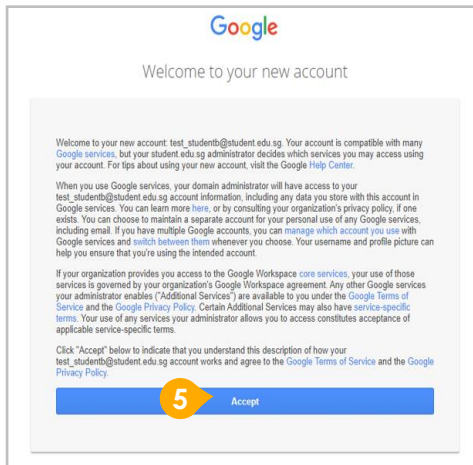 Google
Welcome to your new account
Welcome to your new account: test_studentb@student.edu.sg. Your account is compatible with many
Google services, but your student.edu.sg administrator decides which services you may access using
your account. For tips about using your new account, visit the Google Help Center.
When you use Google services, your domain administrator will have access to your
test_studentb@student.edu.sg account information, including any data you store with this account in
Google services. You can learn more here, or by consulting your organization's privacy policy, if one
exists. You can choose to maintain a separate account for your personal use of any Google services,
including email. If you have multiple Google accounts, you can manage which account you use with
Google services and switch between them whenever you choose. Your username and profile picture can
help you ensure that you're using the intended account.
If your organization provides you access to the Google Workspace core services, your use of those
services is governed by your organization's Google Workspace agreement. Any other Google services
your administrator enables ("Additional Services") are available to you under the Google Terms of
Service and the Google Privacy Policy. Certain Additional Services may also have service-specific
terms. Your use of any services your administrator allows you to access constitutes acceptance of
applicable service-specific terms.
Click "Accept" below to indicate that you understand this description of how your
test_studentb@student.edu.sg account works and agree to the Google Terms of Service and the Google
Privacy Policy.
5 Accept